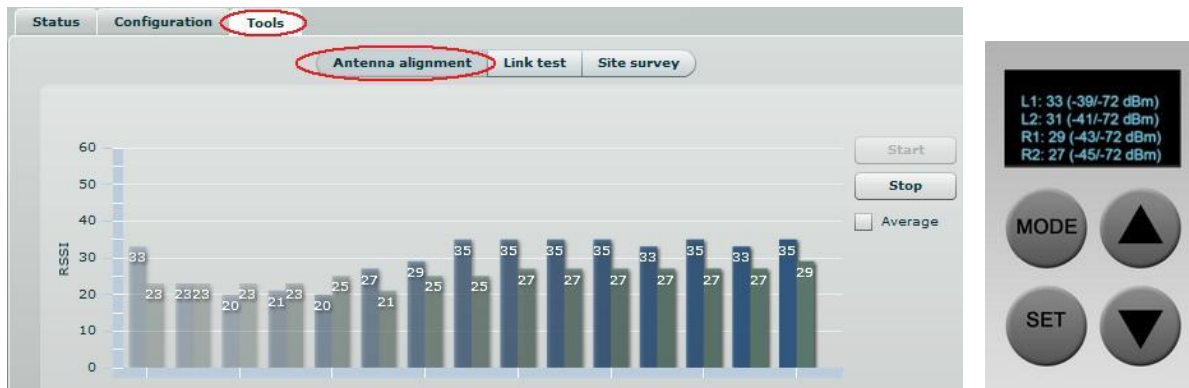 Status Configuration Tools
Antenna alignment Link test Site survey
60
50
40
30
20
10
0
RSSI
33 23 23 23 20 23 21 23 20 25 27 21 29 25 35 25 35 27 35 27 35 27 33 27 35 27 33 27 35 29
Start
Stop
Average
L1: 33 (-39/-72 dBm)
L2: 31 (-41/-72 dBm)
R1: 29 (-43/-72 dBm)
R2: 27 (-45/-72 dBm)
MODE
SET